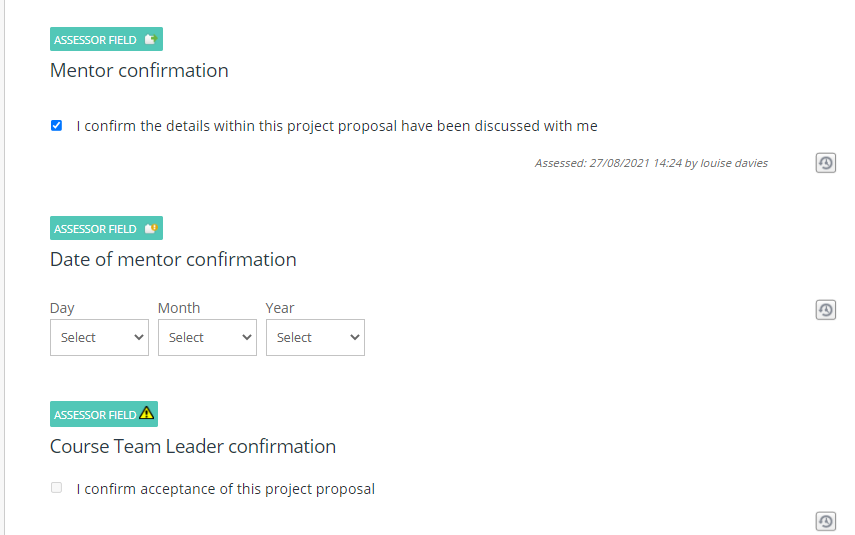 ASSESSOR FIELD
Mentor confirmation
I confirm the details within this project proposal have been discussed with me
Assessed: 27/08/2021 14:24 by louise davies
ASSESSOR FIELD
Date of mentor confirmation
Day Month Year
Select Select Select
ASSESSOR FIELD
Course Team Leader confirmation
I confirm acceptance of this project proposal